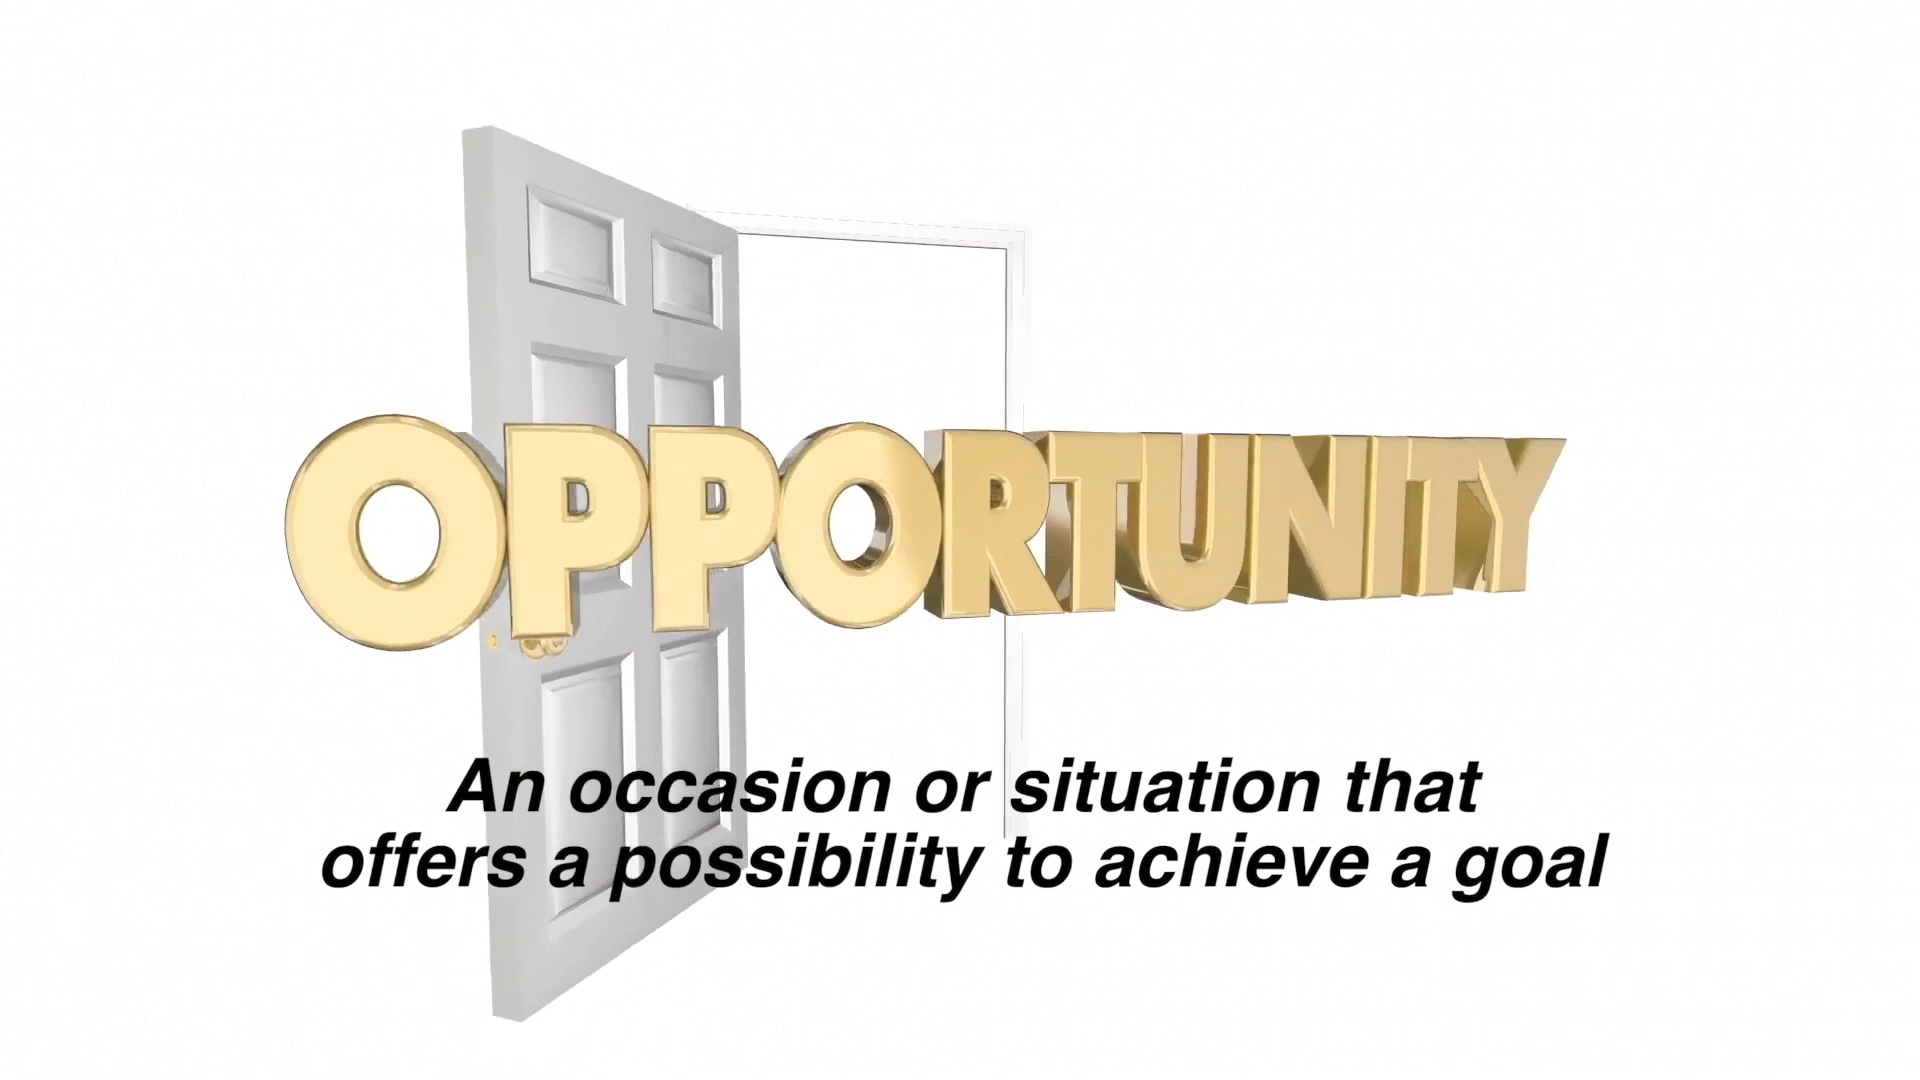 OPPORTUNITY
An occasion or situation that
offers a possibility to achieve a goal